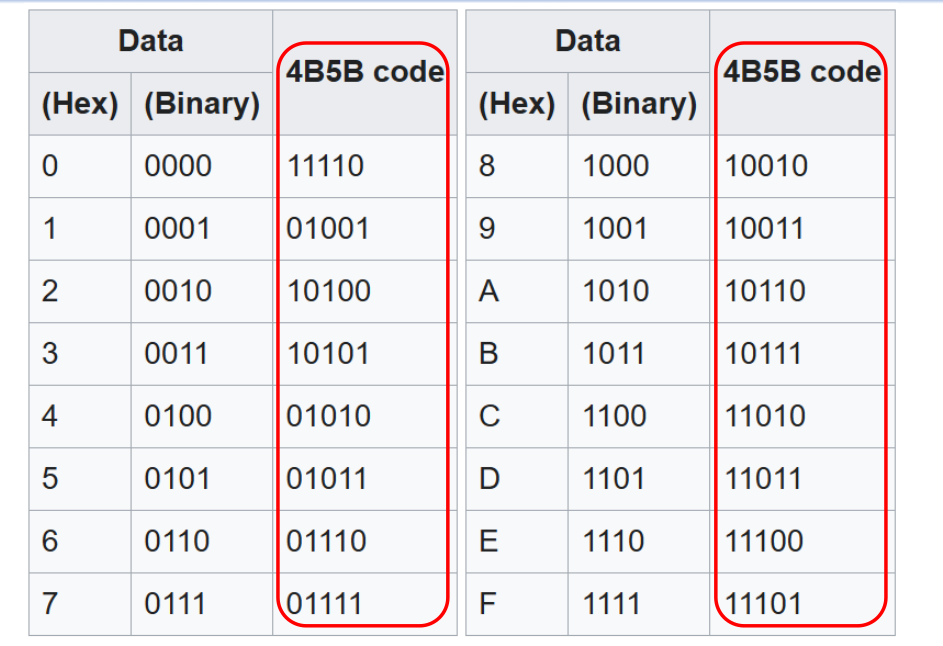 Data 4B5B code Data 4B5B code
(Hex) (Binary) (Hex) (Binary)
0 0000 11110 8 1000 10010
1 0001 01001 9 1001 10011
2 0010 10100 A 1010 10110
3 0011 10101 B 1011 10111
4 0100 01010 C 1100 11010
5 0101 01011 D 1101 11011
6 0110 01110 E 1110 11100
7 0111 01111 F 1111 11101